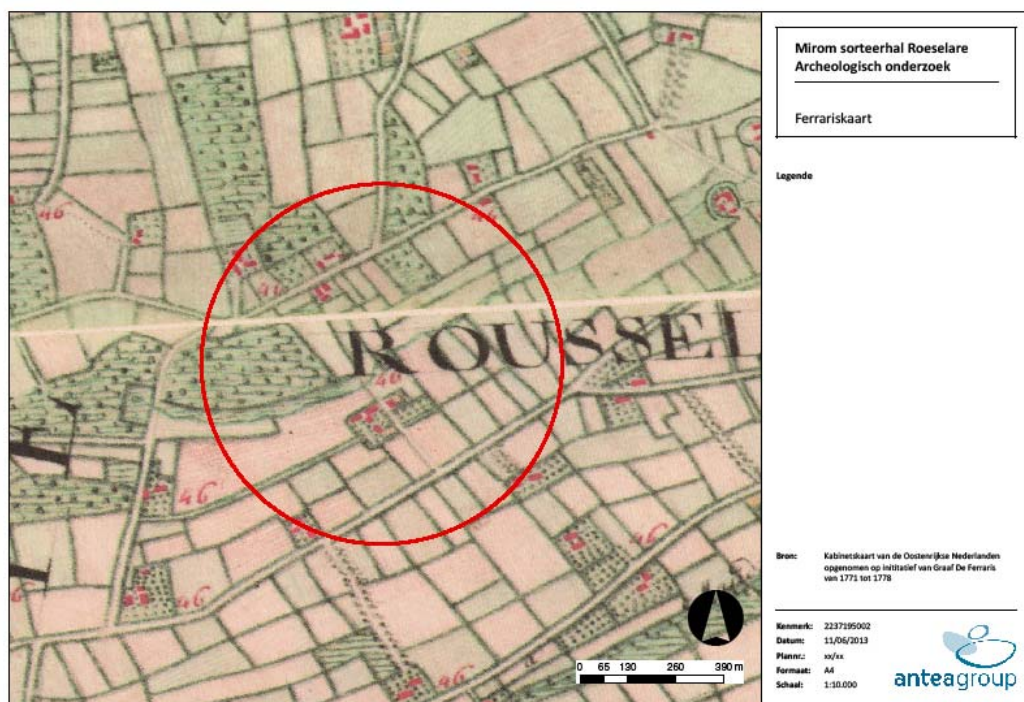 46
46
46
ROUSSEL
46
46
46
46
46
0 65 130 260 390 m
Mirom sorteerhal Roeselare
Archeologisch onderzoek
Ferrariskaart
Legende
Bron: Kabinetskaart van de Oostenrijkse Nederlanden
opgenomen op inititatief van Graaf De Ferraris
van 1771 tot 1778
Kenmerk: 2237195002
Datum: 11/06/2013
Plannr.: xx/xx
Formaat: A4
Schaal: 1:10.000
anteagroup